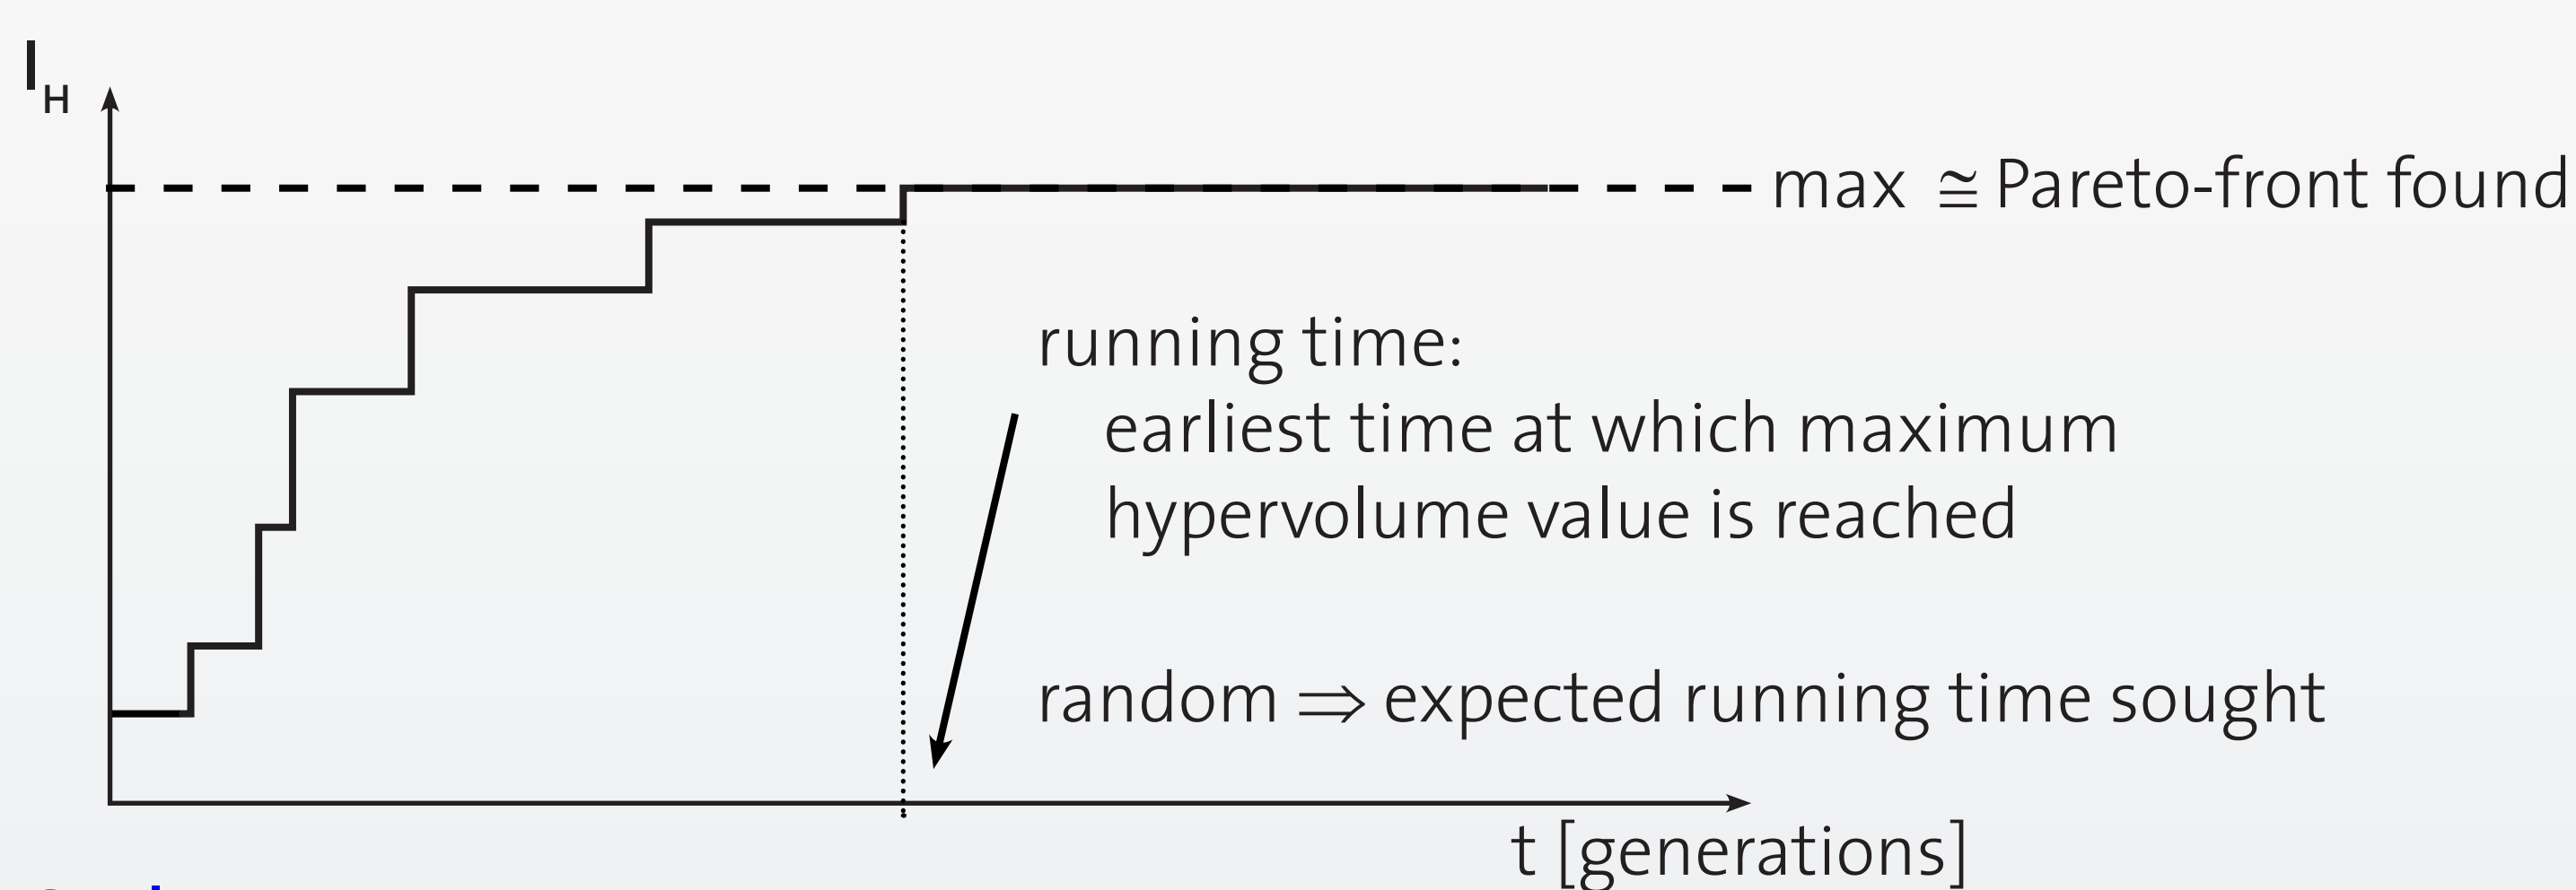 I_H
max ≅ Pareto-front found
running time:
earliest time at which maximum
hypervolume value is reached
random ⇒ expected running time sought
t [generations]